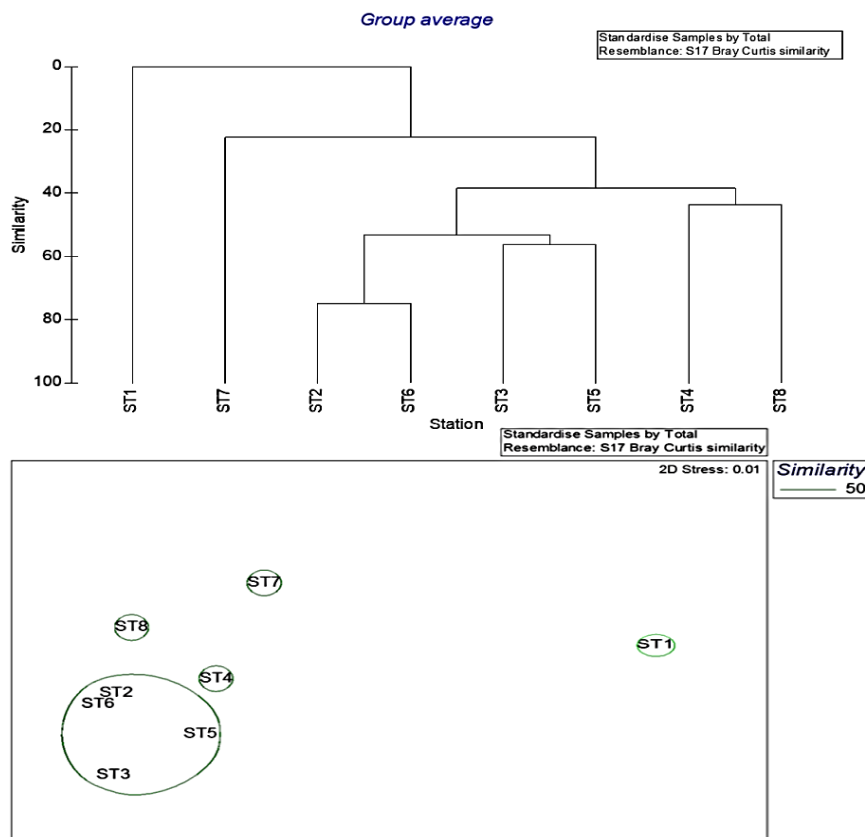 Group average
Standardise Samples by Total
Resemblance: S17 Bray Curtis similarity
0
20
40
60
80
100
Similarity
ST1
ST7
ST2
ST6
ST3
ST5
ST4
ST8
Station
Standardise Samples by Total
Resemblance: S17 Bray Curtis similarity
2D Stress: 0.01
Similarity
50
ST7
ST8
ST1
ST4
ST2
ST6
ST5
ST3